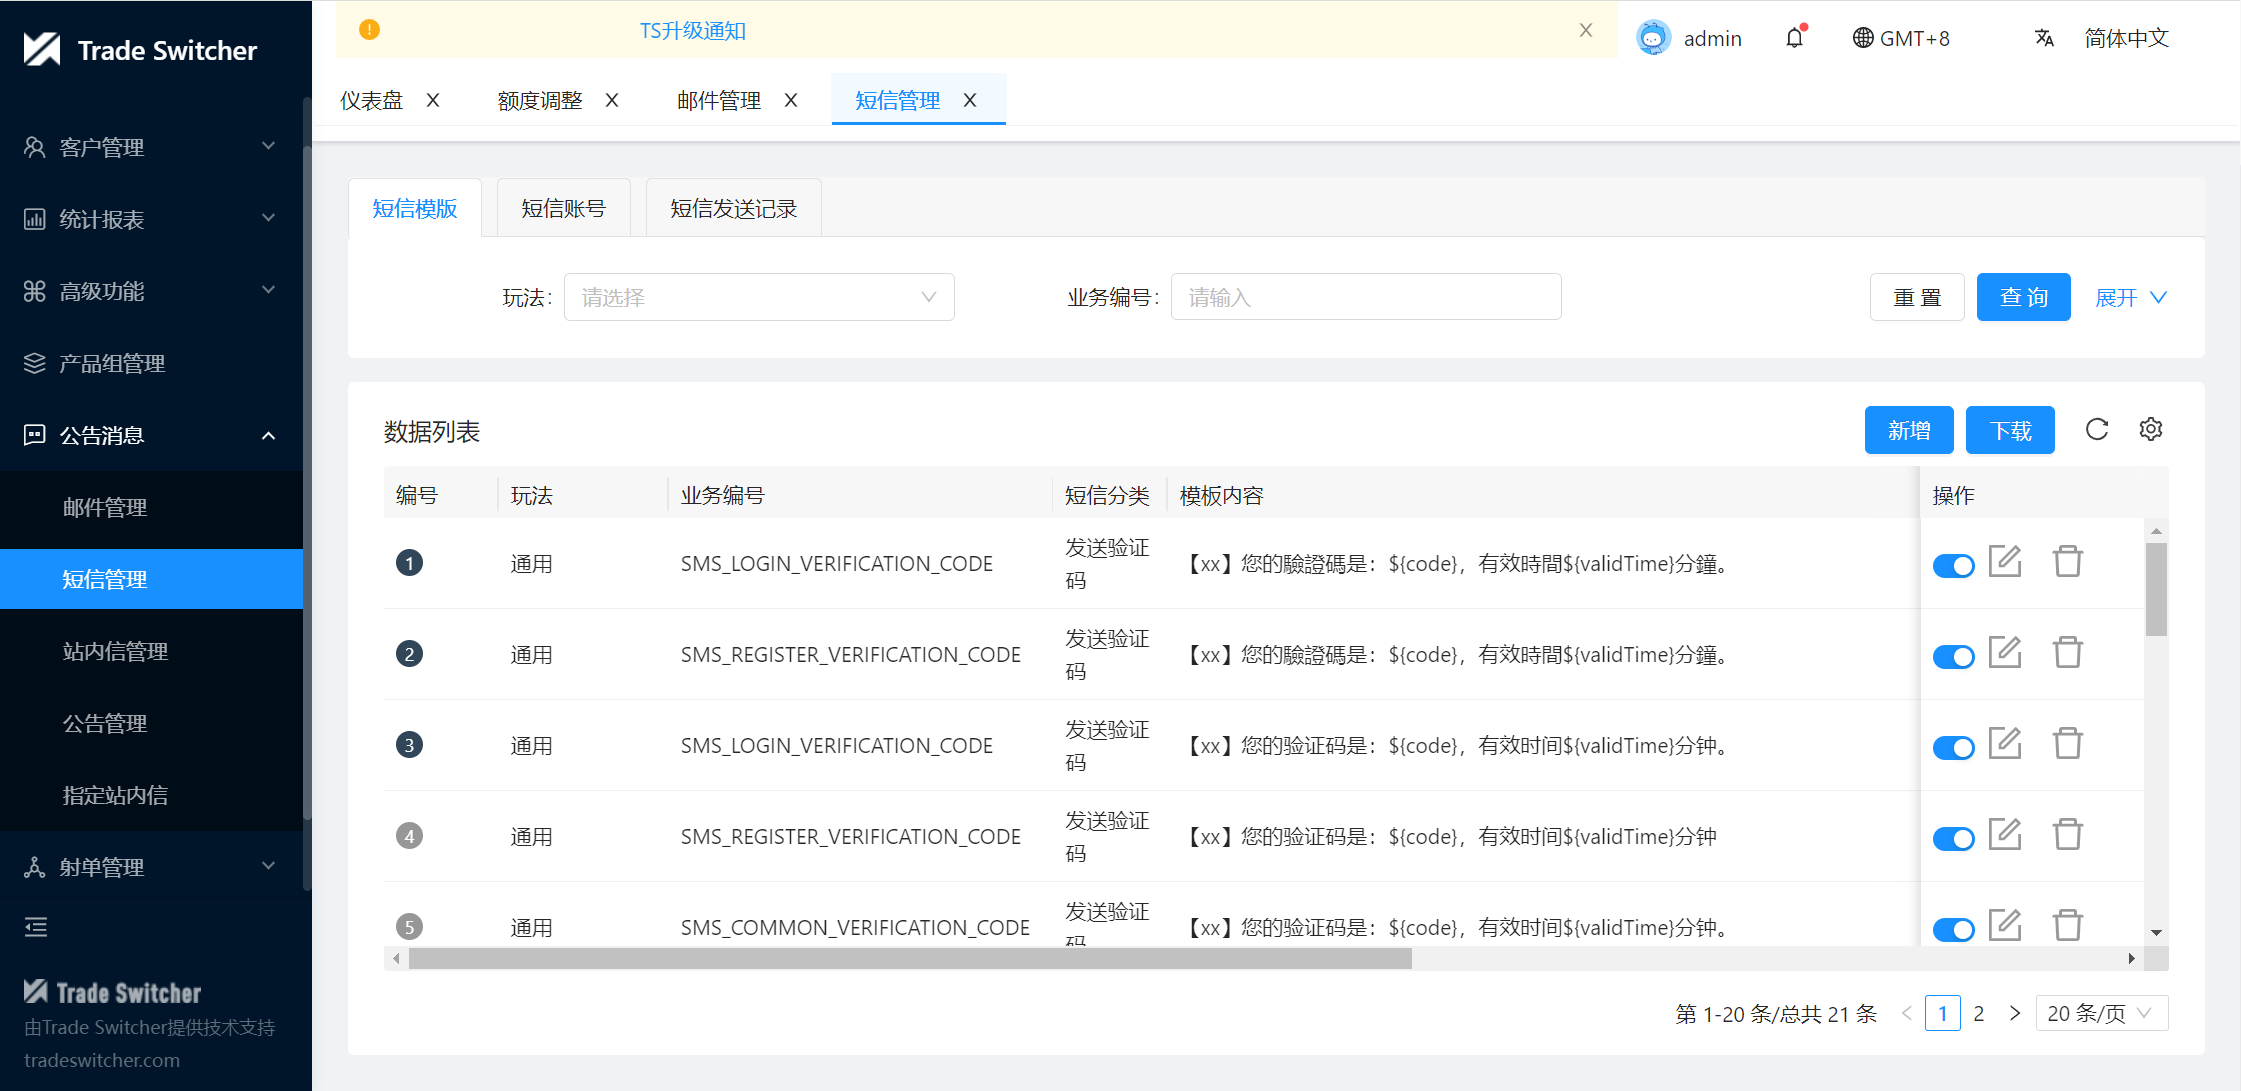 Trade Switcher
TS升级通知
admin
GMT+8
简体中文
仪表盘
额度调整
邮件管理
短信管理
客户管理
统计报表
高级功能
产品组管理
公告消息
邮件管理
短信管理
站内信管理
公告管理
指定站内信
射单管理
Trade Switcher
由Trade Switcher提供技术支持
tradeswitcher.com
短信模版
短信账号
短信发送记录
玩法: 请选择
业务编号: 请输入
重 置
查 询
展开
数据列表
新增
下载
编号 玩法 业务编号 短信分类 模板内容 操作
1 通用 SMS_LOGIN_VERIFICATION_CODE 发送验证
码
【xx】您的驗證碼是：${code}，有效時間${validTime}分鐘。
2 通用 SMS_REGISTER_VERIFICATION_CODE 发送验证
码
【xx】您的驗證碼是：${code}，有效時間${validTime}分鐘。
3 通用 SMS_LOGIN_VERIFICATION_CODE 发送验证
码
【xx】您的验证码是：${code}，有效时间${validTime}分钟。
4 通用 SMS_REGISTER_VERIFICATION_CODE 发送验证
码
【xx】您的验证码是：${code}，有效时间${validTime}分钟
5 通用 SMS_COMMON_VERIFICATION_CODE 发送验证
码
【xx】您的验证码是：${code}，有效时间${validTime}分钟。
第 1-20 条/总共 21 条
1
2
20 条/页